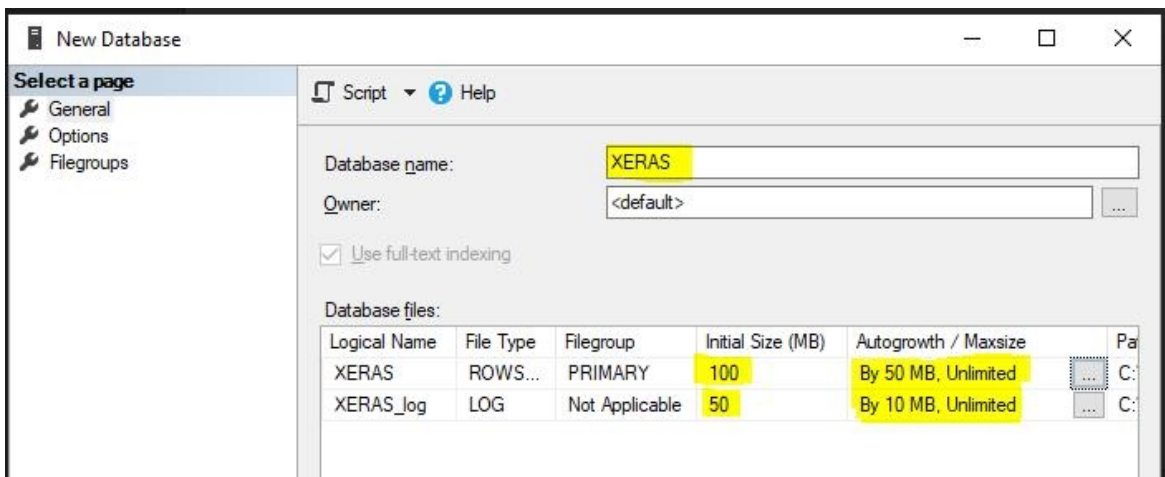 New Database
Select a page
General
Options
Filegroups
Script Help
Database name: XERAS
Owner: <default> ...
Use full-text indexing
Database files:
Logical Name File Type Filegroup Initial Size (MB) Autogrowth / Maxsize
XERAS ROWS... PRIMARY 100 By 50 MB, Unlimited ... C:
XERAS_log LOG Not Applicable 50 By 10 MB, Unlimited ... C: